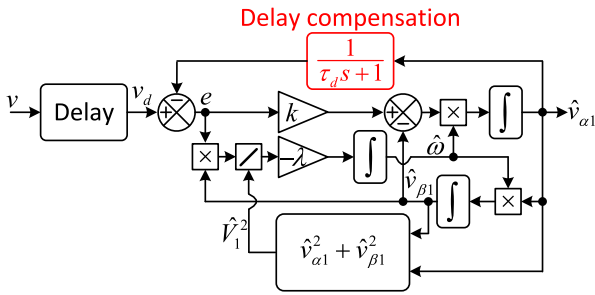 Delay compensation
1
τ_d s+1
v
Delay
v_d
−
+
e
k
+
−
×
∫
v̂_α1
×
/
−λ
∫
ω̂
v̂_β1
∫
×
V̂_1^2
v̂_α1^2 + v̂_β1^2